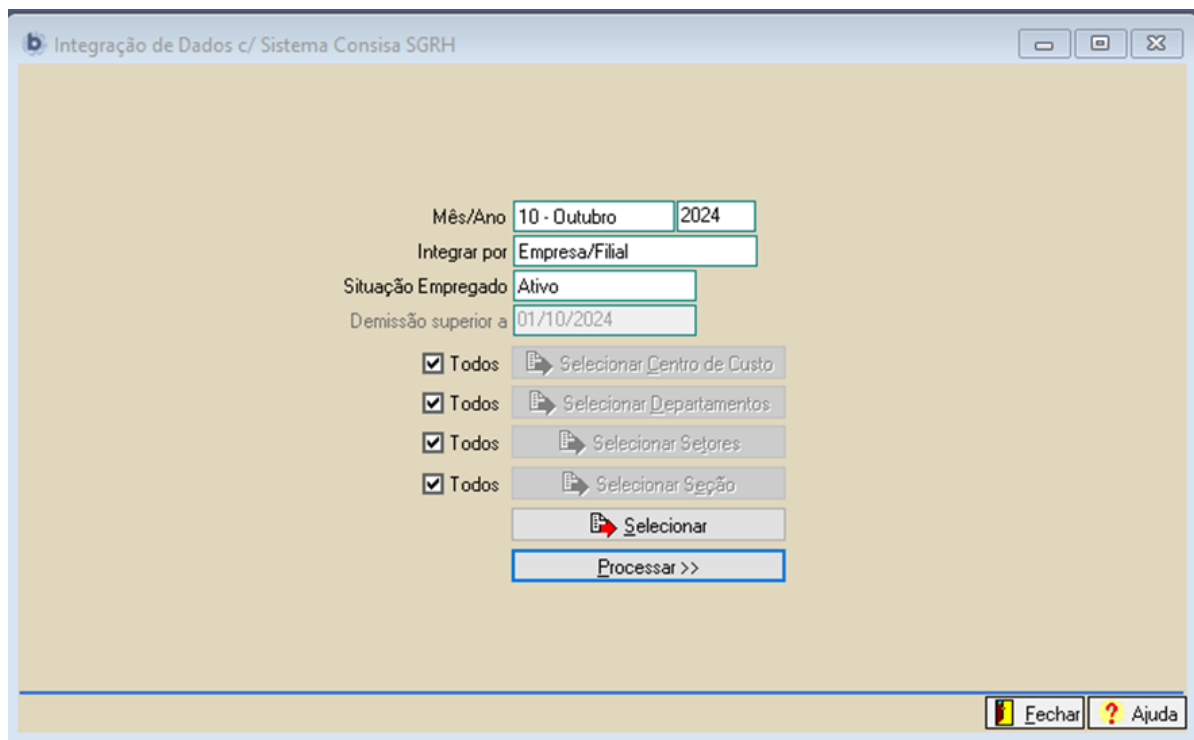 b Integração de Dados c/ Sistema Consisa SGRH
Mês/Ano 10 - Outubro 2024
Integrar por Empresa/Filial
Situação Empregado Ativo
Demissão superior a 01/10/2024
Todos Selecionar Centro de Custo
Todos Selecionar Departamentos
Todos Selecionar Setores
Todos Selecionar Seção
Selecionar
Processar >>
Fechar ? Ajuda